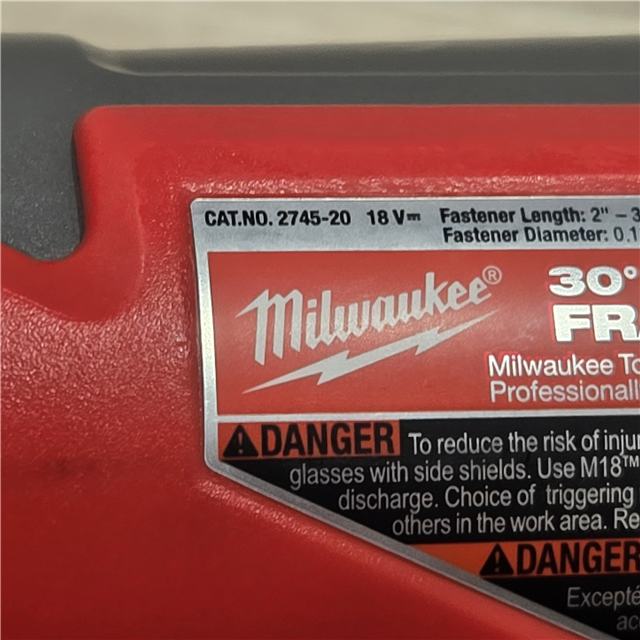 CAT.NO. 2745-20 18 V⎓ Fastener Length: 2" – 3
Fastener Diameter: 0.1
Milwaukee®
30°
FR
Milwaukee To
Professionall
⚠DANGER To reduce the risk of inju
glasses with side shields. Use M18™
discharge. Choice of triggering
others in the work area. Re
⚠DANGER
Excepté
ac